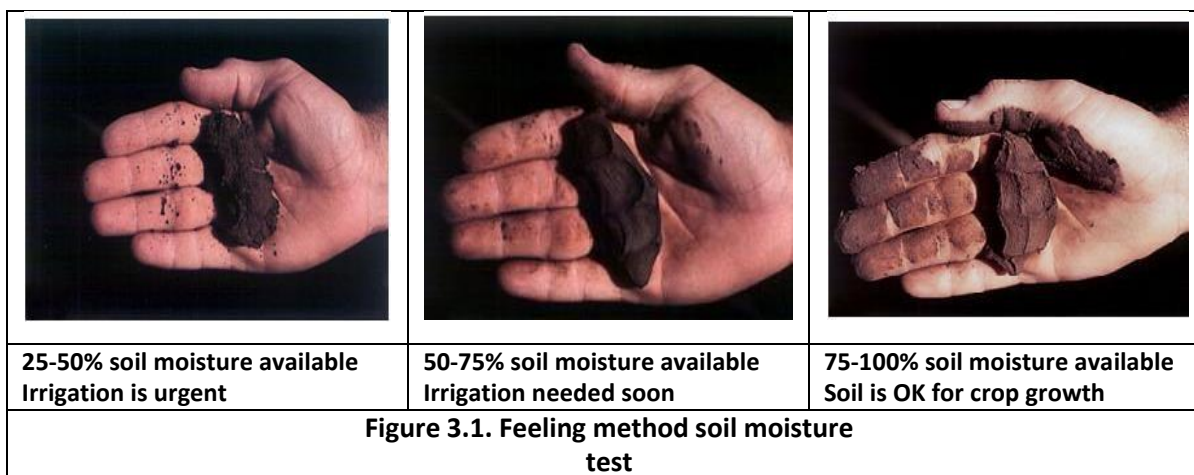 25-50% soil moisture available
Irrigation is urgent
50-75% soil moisture available
Irrigation needed soon
75-100% soil moisture available
Soil is OK for crop growth
Figure 3.1. Feeling method soil moisture
test